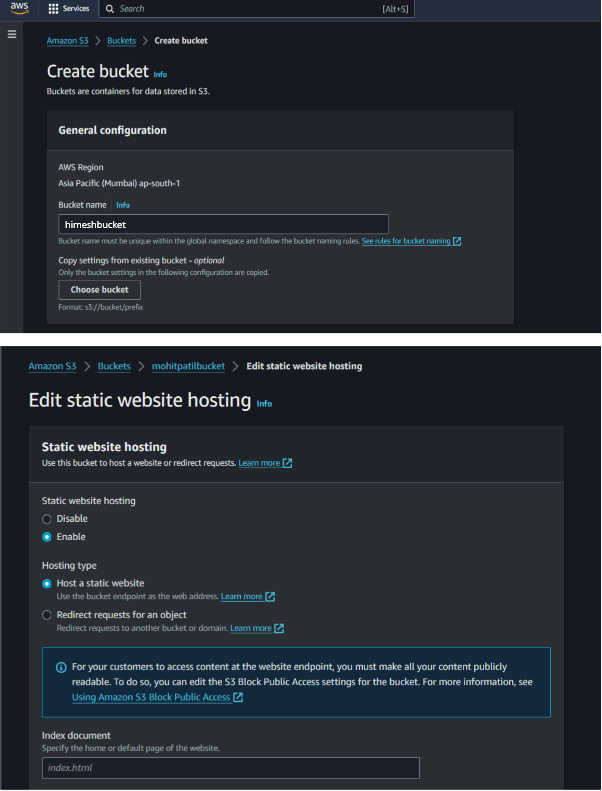 aws Services Search [Alt+S]
Amazon S3 > Buckets > Create bucket
Create bucket Info
Buckets are containers for data stored in S3.
General configuration
AWS Region
Asia Pacific (Mumbai) ap-south-1
Bucket name Info
himeshbucket
Bucket name must be unique within the global namespace and follow the bucket naming rules. See rules for bucket naming
Copy settings from existing bucket - optional
Only the bucket settings in the following configuration are copied.
Choose bucket
Format: s3://bucket/prefix
Amazon S3 > Buckets > mohitpatilbucket > Edit static website hosting
Edit static website hosting Info
Static website hosting
Use this bucket to host a website or redirect requests. Learn more
Static website hosting
Disable
Enable
Hosting type
Host a static website
Use the bucket endpoint as the web address. Learn more
Redirect requests for an object
Redirect requests to another bucket or domain. Learn more
For your customers to access content at the website endpoint, you must make all your content publicly
readable. To do so, you can edit the S3 Block Public Access settings for the bucket. For more information, see
Using Amazon S3 Block Public Access
Index document
Specify the home or default page of the website.
index.html